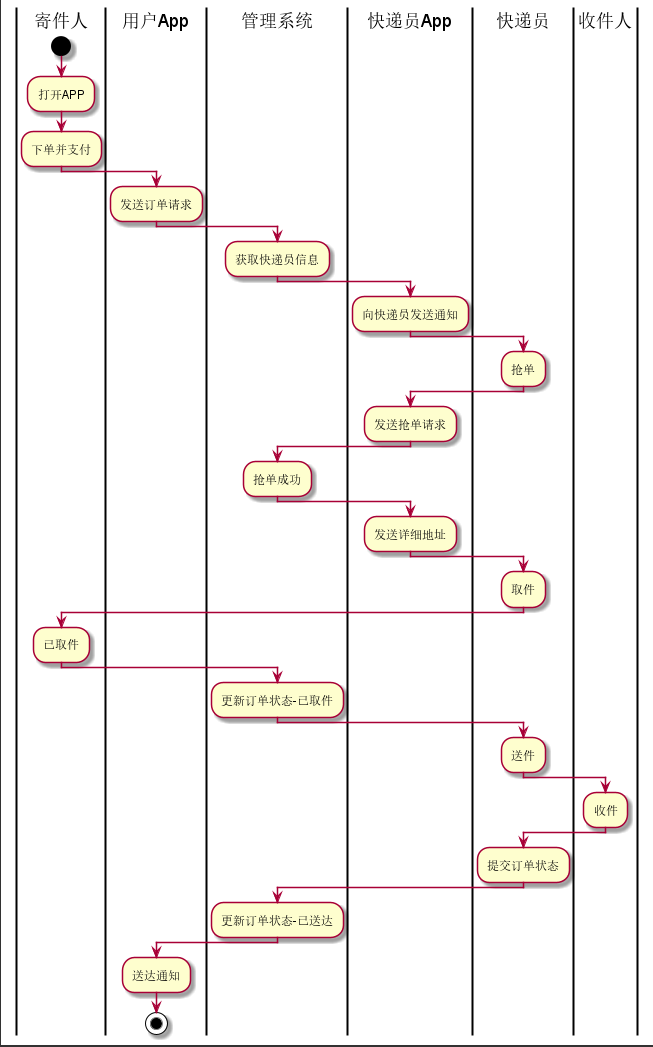 寄件人 用户App 管理系统 快递员App 快递员 收件人
打开APP
下单并支付
发送订单请求
获取快递员信息
向快递员发送通知
抢单
发送抢单请求
抢单成功
发送详细地址
取件
已取件
更新订单状态-已取件
送件
收件
提交订单状态
更新订单状态-已送达
送达通知